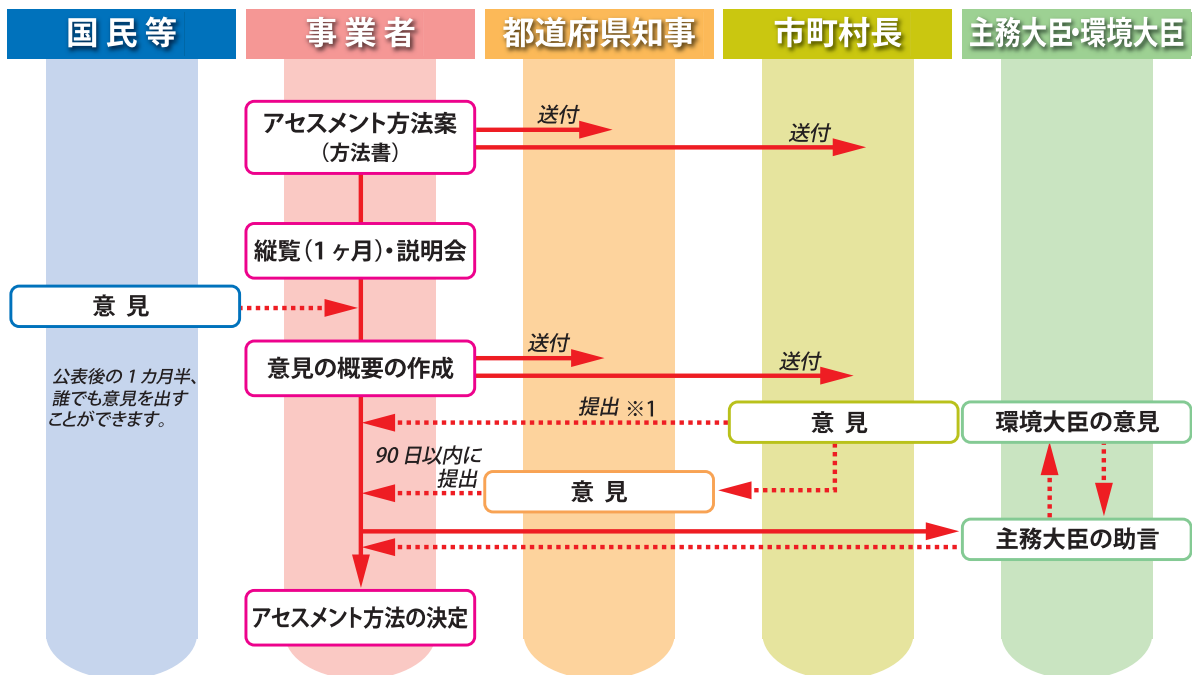 国民等
事業者
都道府県知事
市町村長
主務大臣・環境大臣
アセスメント方法案
（方法書）
送付
送付
縦覧（1ヶ月）・説明会
意見
意見の概要の作成
送付
送付
公表後の1カ月半、
誰でも意見を出す
ことができます。
提出 ※1
意見
環境大臣の意見
90日以内に
提出
意見
主務大臣の助言
アセスメント方法の決定